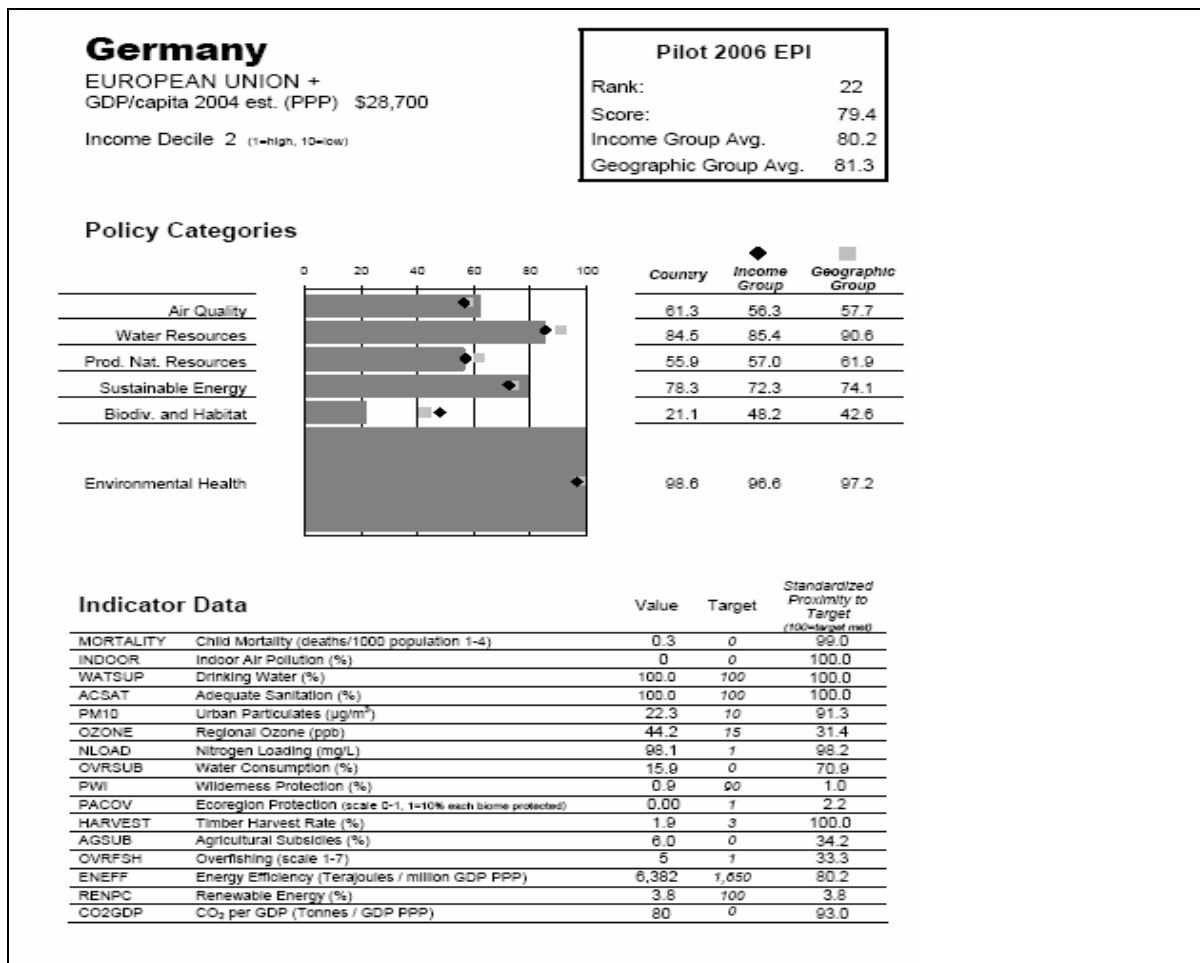 Germany
EUROPEAN UNION +
GDP/capita 2004 est. (PPP) $28,700
Income Decile 2 (1=high, 10=low)
Pilot 2006 EPI
Rank: 22
Score: 79.4
Income Group Avg. 80.2
Geographic Group Avg. 81.3
Policy Categories
0 20 40 60 80 100
Country Income Group Geographic Group
Air Quality 61.3 56.3 57.7
Water Resources 84.5 85.4 90.6
Prod. Nat. Resources 55.9 57.0 61.9
Sustainable Energy 78.3 72.3 74.1
Biodiv. and Habitat 21.1 48.2 42.6
Environmental Health 98.6 96.6 97.2
Indicator Data Value Target Standardized Proximity to Target (100=target met)
MORTALITY Child Mortality (deaths/1000 population 1-4) 0.3 0 99.0
INDOOR Indoor Air Pollution (%) 0 0 100.0
WATSUP Drinking Water (%) 100.0 100 100.0
ACSAT Adequate Sanitation (%) 100.0 100 100.0
PM10 Urban Particulates (µg/m³) 22.3 10 91.3
OZONE Regional Ozone (ppb) 44.2 15 31.4
NLOAD Nitrogen Loading (mg/L) 98.1 1 98.2
OVRSUB Water Consumption (%) 15.9 0 70.9
PWI Wilderness Protection (%) 0.9 90 1.0
PACOV Ecoregion Protection (scale 0-1, 1=10% each biome protected) 0.00 1 2.2
HARVEST Timber Harvest Rate (%) 1.9 3 100.0
AGSUB Agricultural Subsidies (%) 6.0 0 34.2
OVRFSH Overfishing (scale 1-7) 5 1 33.3
ENEFF Energy Efficiency (Terajoules / million GDP PPP) 6,382 1,650 80.2
RENPC Renewable Energy (%) 3.8 100 3.8
CO2GDP CO₂ per GDP (Tonnes / GDP PPP) 80 0 93.0